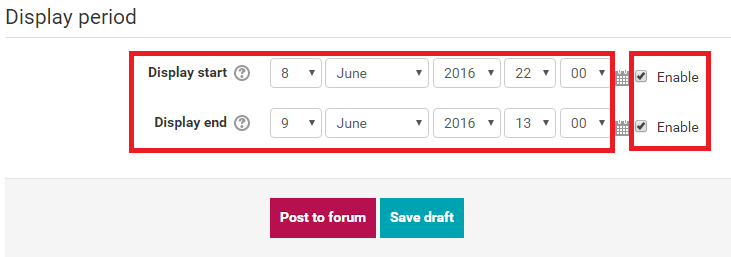 Display period
Display start ? 8 June 2016 22 00 Enable
Display end ? 9 June 2016 13 00 Enable
Post to forum Save draft